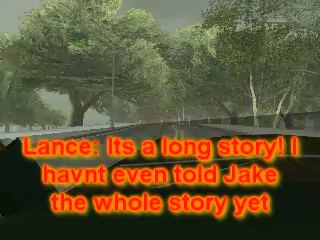 Lance: Its a long story! I
havnt even told Jake
the whole story yet